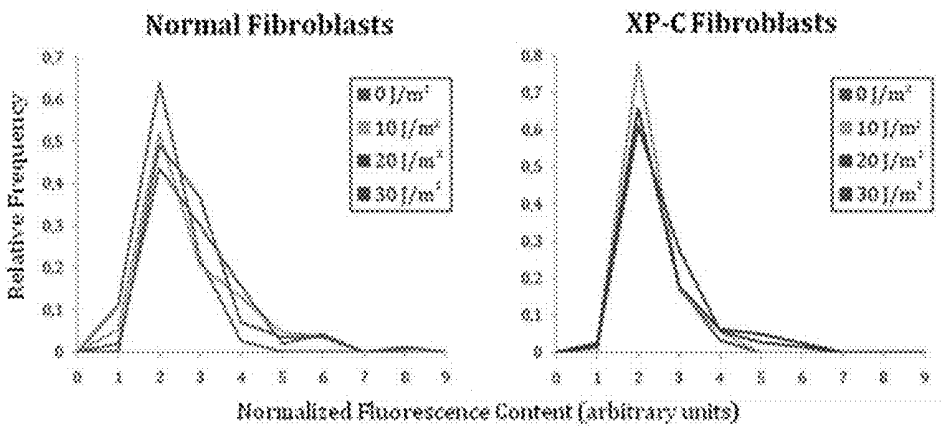 Normal Fibroblasts
XP-C Fibroblasts
Relative Frequency
0.7
0.6
0.5
0.4
0.3
0.2
0.1
0
0 J/m²
10 J/m²
20 J/m²
30 J/m²
0 1 2 3 4 5 6 7 8 9
0.8
0.7
0.6
0.5
0.4
0.3
0.2
0.1
0
0 J/m²
10 J/m²
20 J/m²
30 J/m²
0 1 2 3 4 5 6 7 8 9
Normalized Fluorescence Content (arbitrary units)